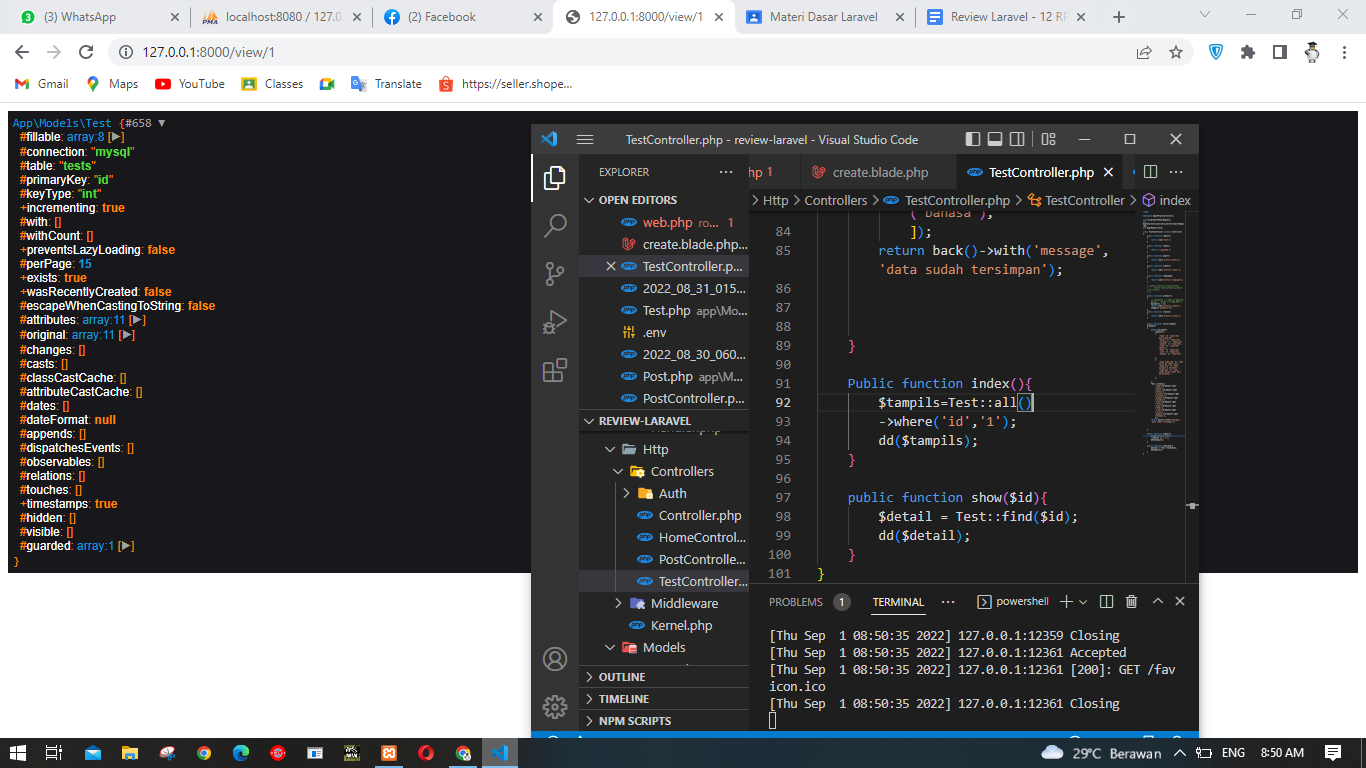 (3) WhatsApp
localhost:8080 / 127.0.
(2) Facebook
127.0.0.1:8000/view/1
Materi Dasar Laravel
Review Laravel - 12 RP
127.0.0.1:8000/view/1
Gmail
Maps
YouTube
Classes
Translate
https://seller.shope...
App\Models\Test {#658 ▼
#fillable: array:8 [▶]
#connection: "mysql"
#table: "tests"
#primaryKey: "id"
#keyType: "int"
+incrementing: true
#with: []
#withCount: []
+preventsLazyLoading: false
#perPage: 15
+exists: true
+wasRecentlyCreated: false
#escapeWhenCastingToString: false
#attributes: array:11 [▶]
#original: array:11 [▶]
#changes: []
#casts: []
#classCastCache: []
#attributeCastCache: []
#dates: []
#dateFormat: null
#appends: []
#dispatchesEvents: []
#observables: []
#relations: []
#touches: []
+timestamps: true
#hidden: []
#visible: []
#guarded: array:1 [▶]
}
TestController.php - review-laravel - Visual Studio Code
EXPLORER
OPEN EDITORS
web.php ro... 1
create.blade.php...
TestController.p...
2022_08_31_015...
Test.php app\Mo...
.env
2022_08_30_060...
Post.php app\M...
PostController.p...
REVIEW-LARAVEL
Http
Controllers
Auth
Controller.php
HomeControl...
PostControlle...
TestController...
Middleware
Kernel.php
Models
OUTLINE
TIMELINE
NPM SCRIPTS
hp 1
create.blade.php
TestController.php
> Http > Controllers > TestController.php > TestController > index
('bahasa'),
84 ]);
85 return back()->with('message',
'data sudah tersimpan');
86
87
88
89 }
90
91 Public function index(){
92 $tampils=Test::all()
93 ->where('id','1');
94 dd($tampils);
95 }
96
97 public function show($id){
98 $detail = Test::find($id);
99 dd($detail);
100 }
101 }
PROBLEMS 1
TERMINAL
powershell
[Thu Sep  1 08:50:35 2022] 127.0.0.1:12359 Closing
[Thu Sep  1 08:50:35 2022] 127.0.0.1:12361 Accepted
[Thu Sep  1 08:50:35 2022] 127.0.0.1:12361 [200]: GET /fav
icon.ico
[Thu Sep  1 08:50:35 2022] 127.0.0.1:12361 Closing
29°C Berawan
ENG
8:50 AM